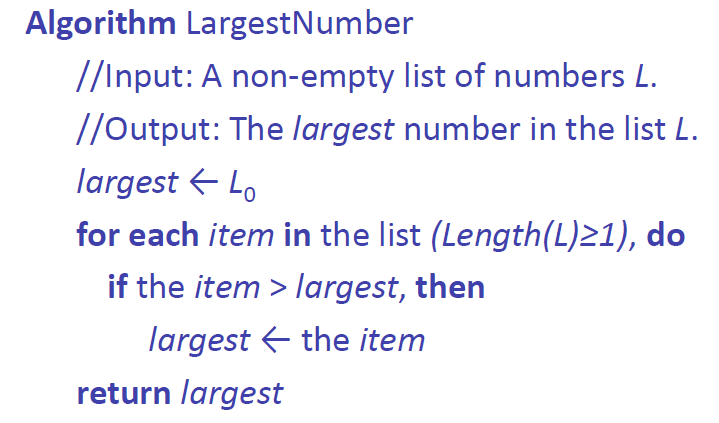 Algorithm LargestNumber
//Input: A non-empty list of numbers L.
//Output: The largest number in the list L.
largest ← L₀
for each item in the list (Length(L)≥1), do
if the item > largest, then
largest ← the item
return largest